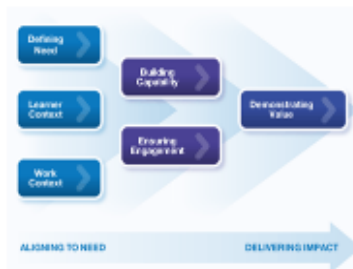 Defining
Need
Learner
Context
Work
Context
Building
Capability
Ensuring
Engagement
Demonstrating
Value
ALIGNING TO NEED
DELIVERING IMPACT